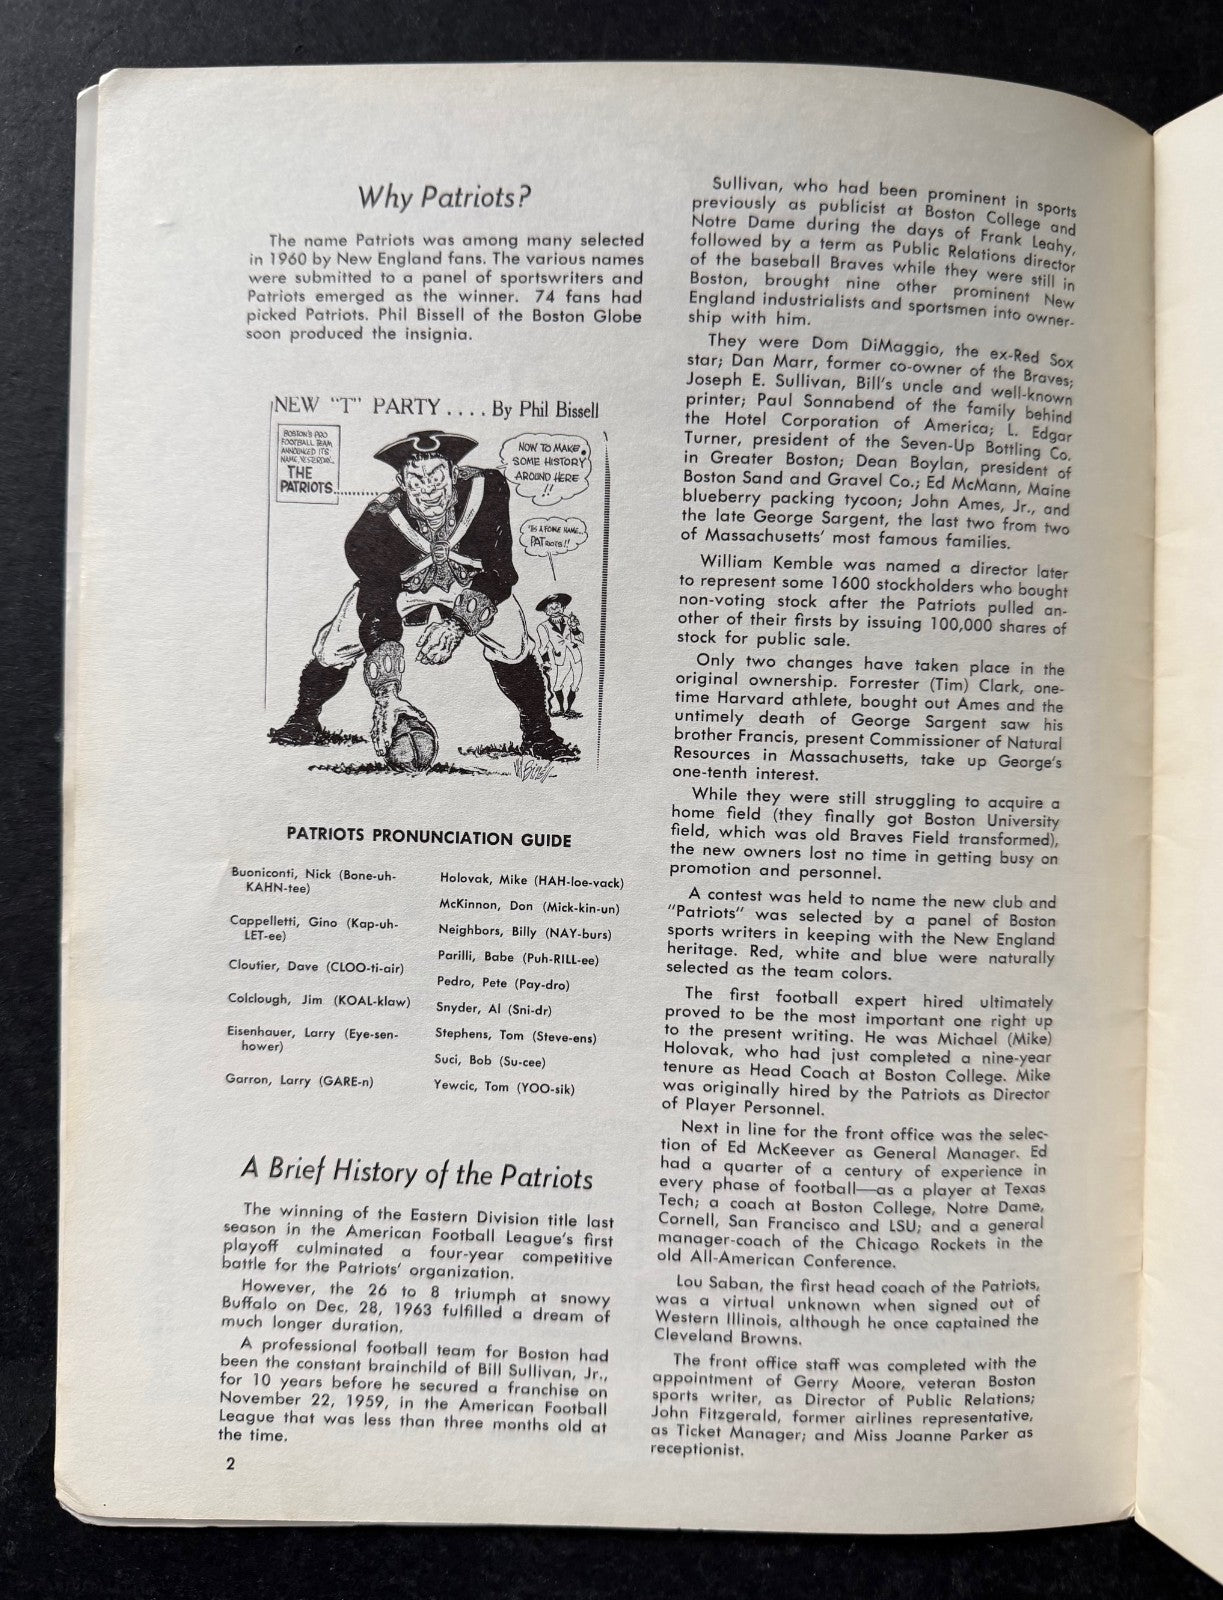 Why Patriots?
The name Patriots was among many selected
in 1960 by New England fans. The various names
were submitted to a panel of sportswriters and
Patriots emerged as the winner. 74 fans had
picked Patriots. Phil Bissell of the Boston Globe
soon produced the insignia.
NEW "T" PARTY .... By Phil Bissell
BOSTON'S PRO
FOOTBALL TEAM
ANNOUNCED ITS
NAME YESTERDAY...
THE
PATRIOTS...........
NOW TO MAKE
SOME HISTORY
AROUND HERE
!!
PATRIOTS!!
PATRIOTS PRONUNCIATION GUIDE
Buoniconti, Nick (Bone-uh-
KAHN-tee)
Cappelletti, Gino (Kap-uh-
LET-ee)
Cloutier, Dave (CLOO-ti-air)
Colclough, Jim (KOAL-klaw)
Eisenhauer, Larry (Eye-sen-
hower)
Garron, Larry (GARE-n)
Holovak, Mike (HAH-loe-vack)
McKinnon, Don (Mick-kin-un)
Neighbors, Billy (NAY-burs)
Parilli, Babe (Puh-RILL-ee)
Pedro, Pete (Pay-dro)
Snyder, Al (Sni-dr)
Stephens, Tom (Steve-ens)
Suci, Bob (Su-cee)
Yewcic, Tom (YOO-sik)
A Brief History of the Patriots
The winning of the Eastern Division title last
season in the American Football League's first
playoff culminated a four-year competitive
battle for the Patriots' organization.
However, the 26 to 8 triumph at snowy
Buffalo on Dec. 28, 1963 fulfilled a dream of
much longer duration.
A professional football team for Boston had
been the constant brainchild of Bill Sullivan, Jr.,
for 10 years before he secured a franchise on
November 22, 1959, in the American Football
League that was less than three months old at
the time.
2
Sullivan, who had been prominent in sports
previously as publicist at Boston College and
Notre Dame during the days of Frank Leahy,
followed by a term as Public Relations director
of the baseball Braves while they were still in
Boston, brought nine other prominent New
England industrialists and sportsmen into owner-
ship with him.
They were Dom DiMaggio, the ex-Red Sox
star; Dan Marr, former co-owner of the Braves;
Joseph E. Sullivan, Bill's uncle and well-known
printer; Paul Sonnabend of the family behind
the Hotel Corporation of America; L. Edgar
Turner, president of the Seven-Up Bottling Co.
in Greater Boston; Dean Boylan, president of
Boston Sand and Gravel Co.; Ed McMann, Maine
blueberry packing tycoon; John Ames, Jr., and
the late George Sargent, the last two from two
of Massachusetts' most famous families.
William Kemble was named a director later
to represent some 1600 stockholders who bought
non-voting stock after the Patriots pulled an-
other of their firsts by issuing 100,000 shares of
stock for public sale.
Only two changes have taken place in the
original ownership. Forrester (Tim) Clark, one-
time Harvard athlete, bought out Ames and the
untimely death of George Sargent saw his
brother Francis, present Commissioner of Natural
Resources in Massachusetts, take up George's
one-tenth interest.
While they were still struggling to acquire a
home field (they finally got Boston University
field, which was old Braves Field transformed),
the new owners lost no time in getting busy on
promotion and personnel.
A contest was held to name the new club and
"Patriots" was selected by a panel of Boston
sports writers in keeping with the New England
heritage. Red, white and blue were naturally
selected as the team colors.
The first football expert hired ultimately
proved to be the most important one right up
to the present writing. He was Michael (Mike)
Holovak, who had just completed a nine-year
tenure as Head Coach at Boston College. Mike
was originally hired by the Patriots as Director
of Player Personnel.
Next in line for the front office was the selec-
tion of Ed McKeever as General Manager. Ed
had a quarter of a century of experience in
every phase of football—as a player at Texas
Tech; a coach at Boston College, Notre Dame,
Cornell, San Francisco and LSU; and a general
manager-coach of the Chicago Rockets in the
old All-American Conference.
Lou Saban, the first head coach of the Patriots,
was a virtual unknown when signed out of
Western Illinois, although he once captained the
Cleveland Browns.
The front office staff was completed with the
appointment of Gerry Moore, veteran Boston
sports writer, as Director of Public Relations;
John Fitzgerald, former airlines representative,
as Ticket Manager; and Miss Joanne Parker as
receptionist.